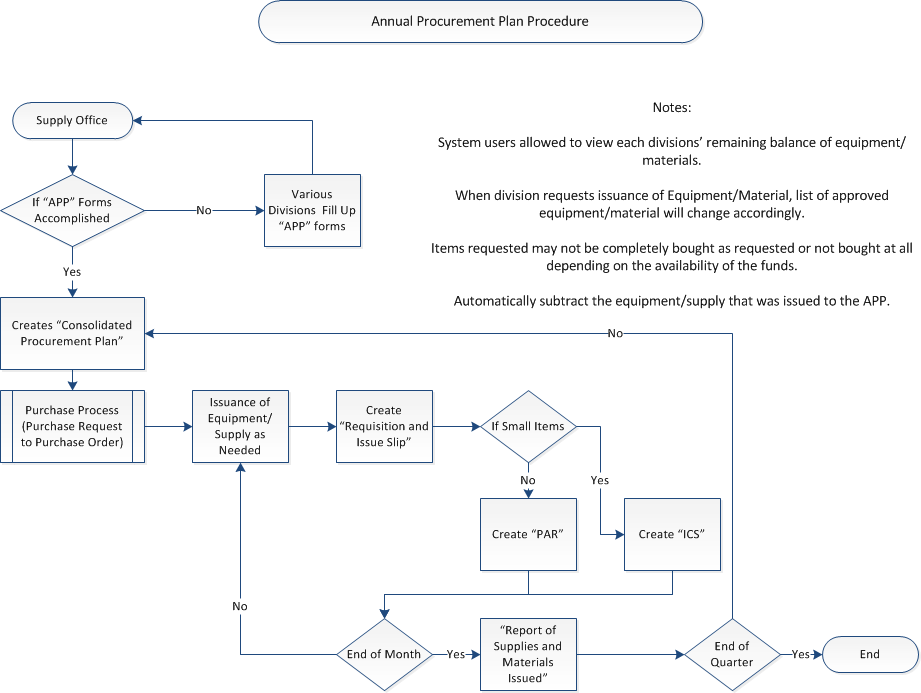 Annual Procurement Plan Procedure
Supply Office
Notes:
System users allowed to view each divisions’ remaining balance of equipment/
materials.
When division requests issuance of Equipment/Material, list of approved
equipment/material will change accordingly.
Items requested may not be completely bought as requested or not bought at all
depending on the availability of the funds.
Automatically subtract the equipment/supply that was issued to the APP.
If “APP” Forms
Accomplished
No
Various
Divisions Fill Up
“APP” forms
Yes
Creates “Consolidated
Procurement Plan”
No
Purchase Process
(Purchase Request
to Purchase Order)
Issuance of
Equipment/
Supply as
Needed
Create
“Requisition and
Issue Slip”
If Small Items
No
Yes
Create “PAR”
Create “ICS”
No
End of Month
Yes
“Report of
Supplies and
Materials
Issued”
End of
Quarter
Yes
End